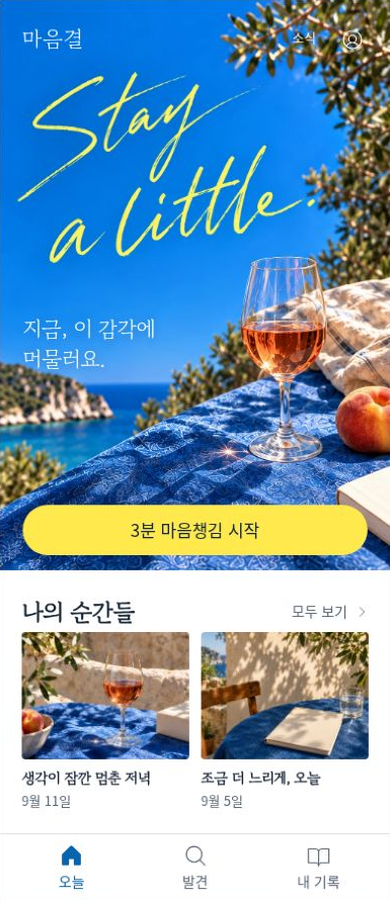 마음결
소식
Stay
a little.
지금, 이 감각에
머물러요.
3분 마음챙김 시작
나의 순간들
모두 보기
생각이 잠깐 멈춘 저녁
9월 11일
조금 더 느리게, 오늘
9월 5일
오늘
발견
내 기록